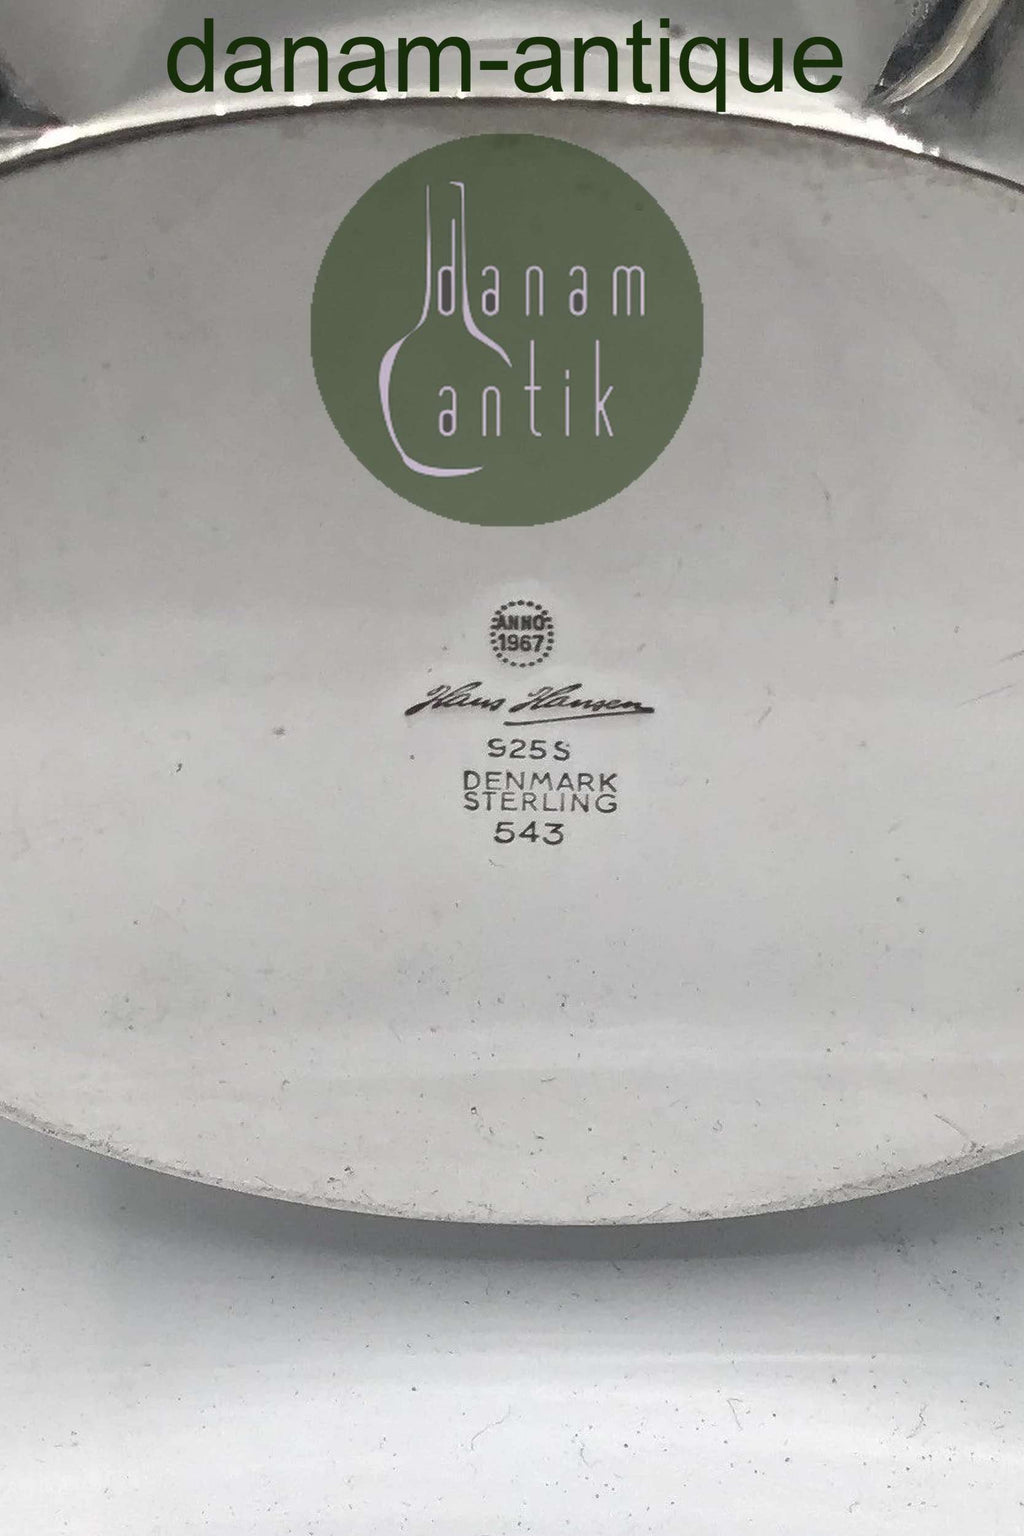 danam-antique
danam
antik
ANNO
1967
Hans Hansen
925S
DENMARK
STERLING
543